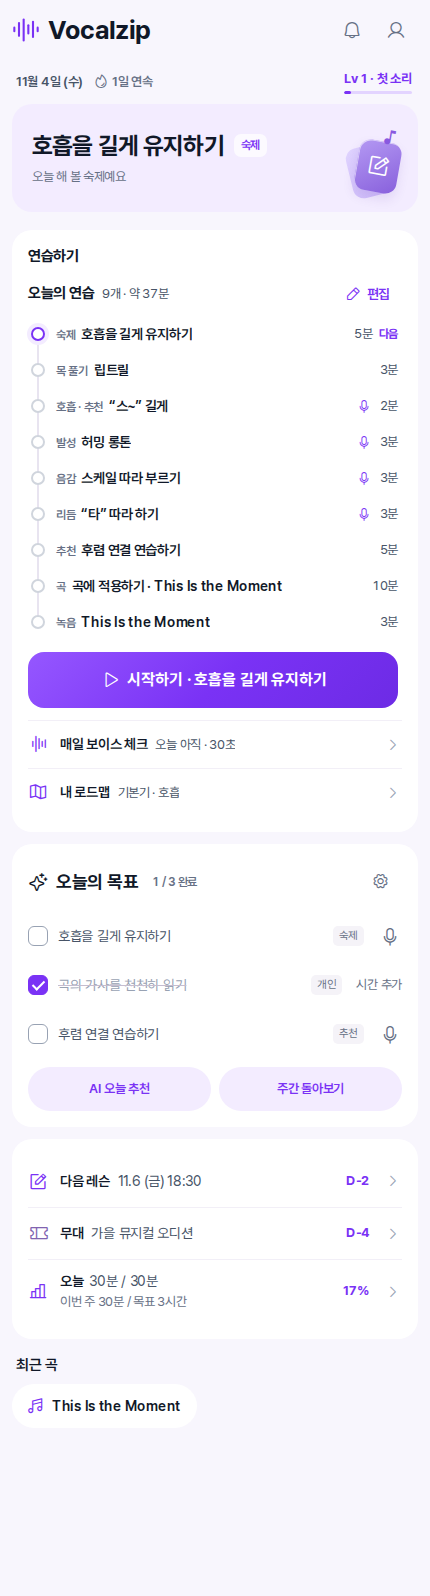 Vocalzip
11월 4일 (수) 1일 연속 Lv 1 · 첫 소리
호흡을 길게 유지하기 숙제
오늘 해 볼 숙제예요
연습하기
오늘의 연습 9개 · 약 37분 편집
숙제 호흡을 길게 유지하기 5분 다음
목 풀기 립트릴 3분
호흡 · 추천 “스~” 길게 2분
발성 허밍 롱톤 3분
음감 스케일 따라 부르기 3분
리듬 “타” 따라 하기 3분
추천 후렴 연결 연습하기 5분
곡 곡에 적용하기 · This Is the Moment 10분
녹음 This Is the Moment 3분
시작하기 · 호흡을 길게 유지하기
매일 보이스 체크 오늘 아직 · 30초
내 로드맵 기본기 · 호흡
오늘의 목표 1 / 3 완료
호흡을 길게 유지하기 숙제
곡의 가사를 천천히 읽기 개인 시간 추가
후렴 연결 연습하기 추천
AI 오늘 추천 주간 돌아보기
다음 레슨 11.6 (금) 18:30 D-2
무대 가을 뮤지컬 오디션 D-4
오늘 30분 / 30분 17%
이번 주 30분 / 목표 3시간
최근 곡
This Is the Moment